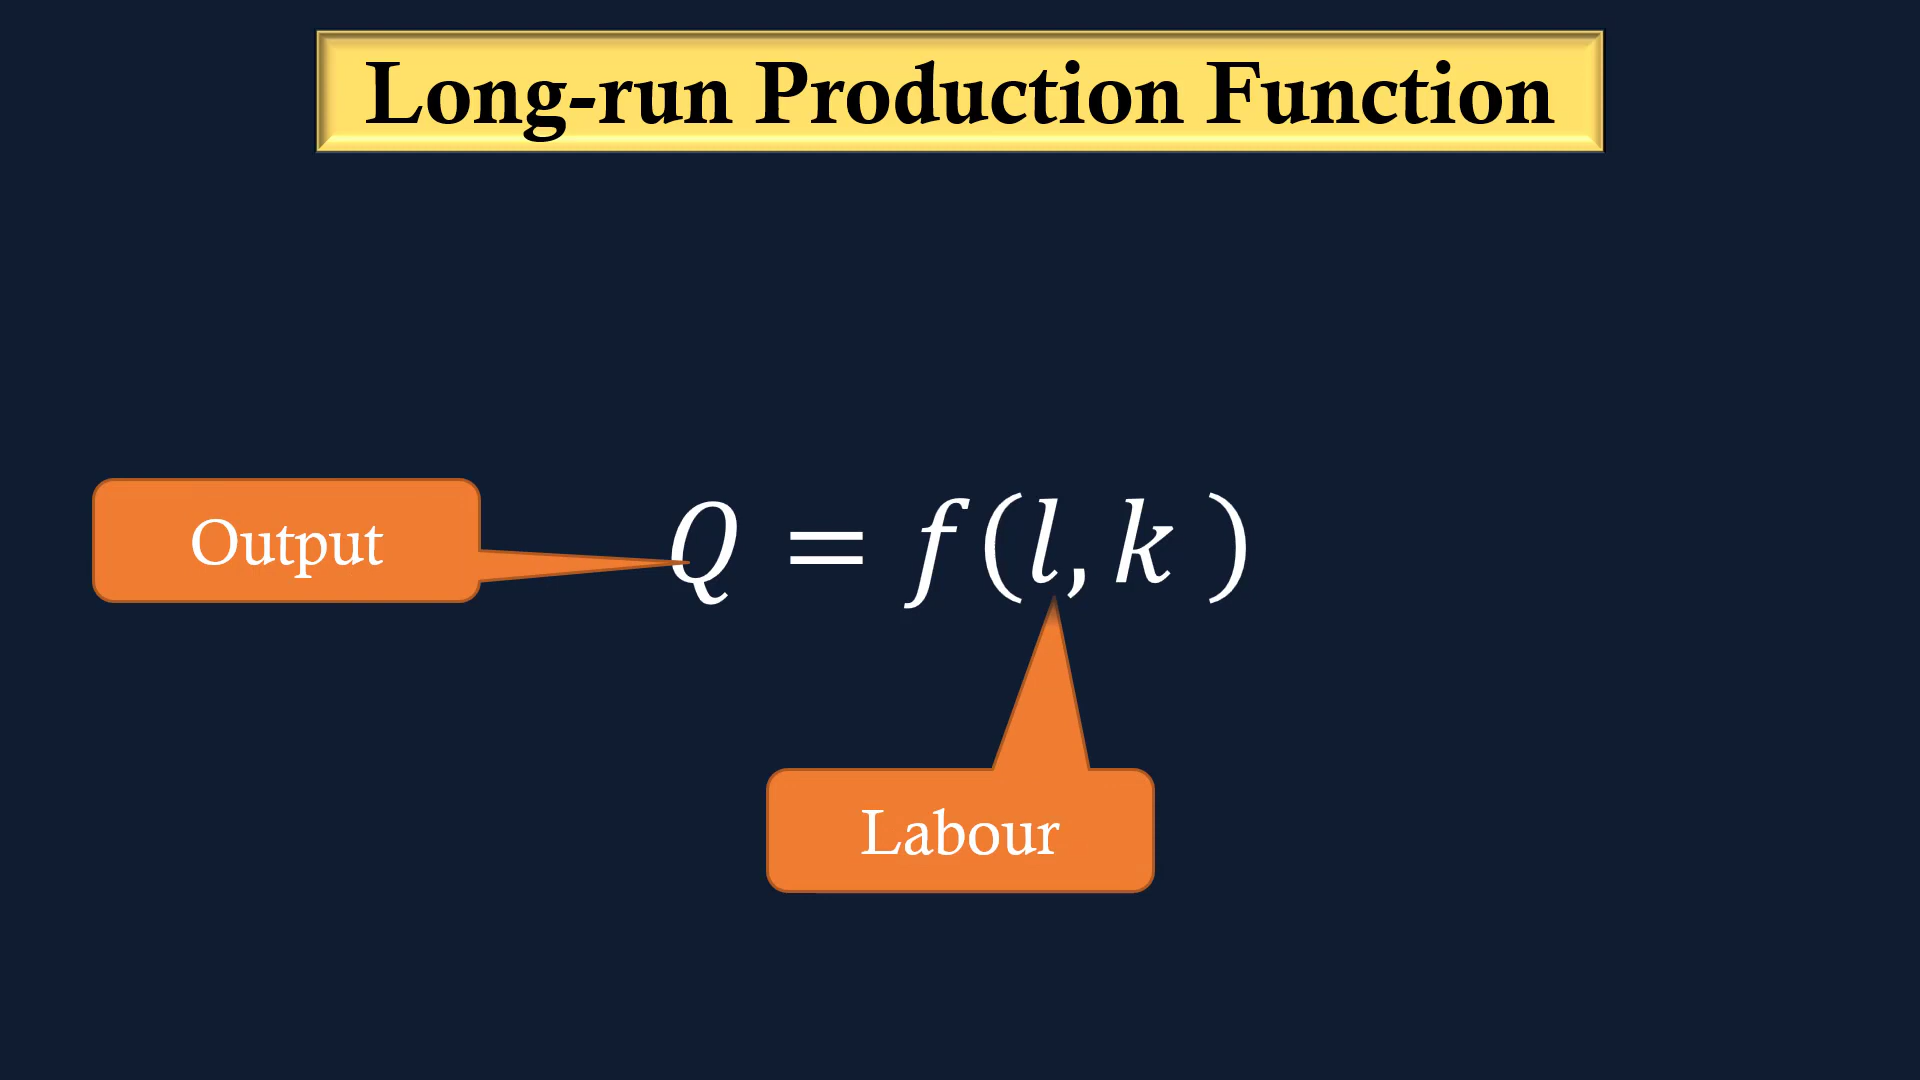 Long-run Production Function
Output
Q = f(l, k )
Labour